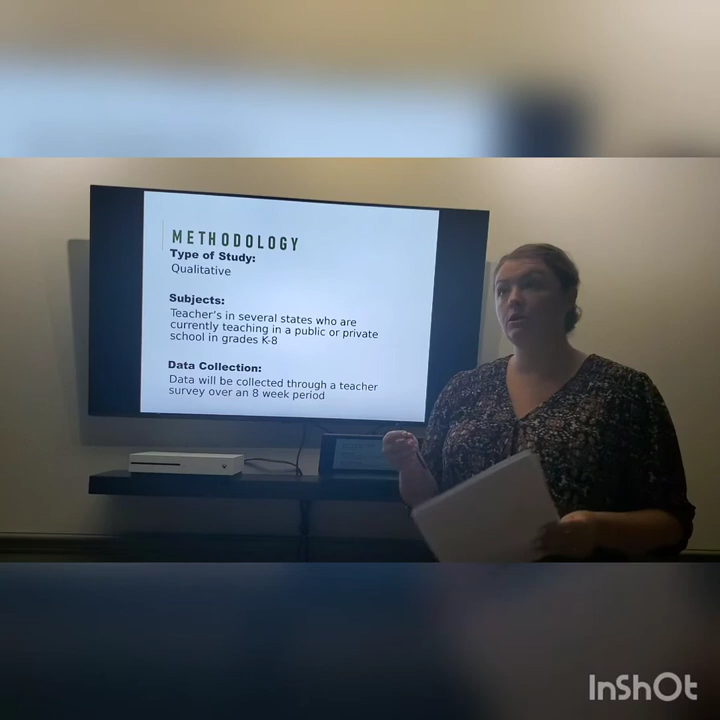 METHODOLOGY
Type of Study:
Qualitative
Subjects:
Teacher's in several states who are
currently teaching in a public or private
school in grades K-8
Data Collection:
Data will be collected through a teacher
survey over an 8 week period
InShOt